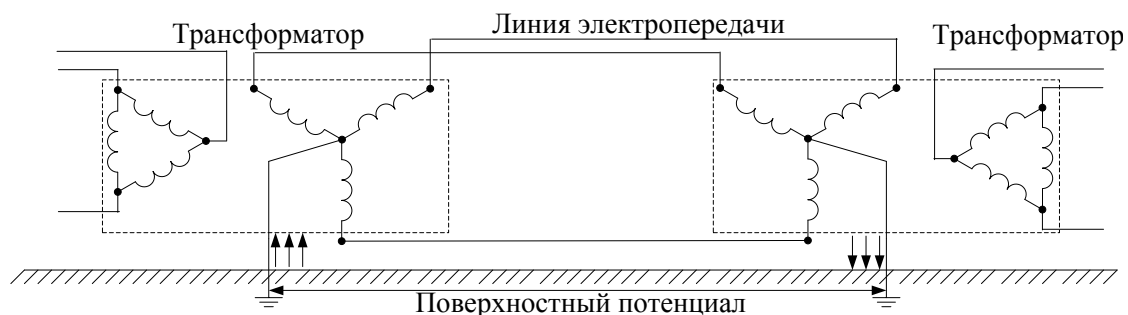 Трансформатор
Линия электропередачи
Трансформатор
Поверхностный потенциал